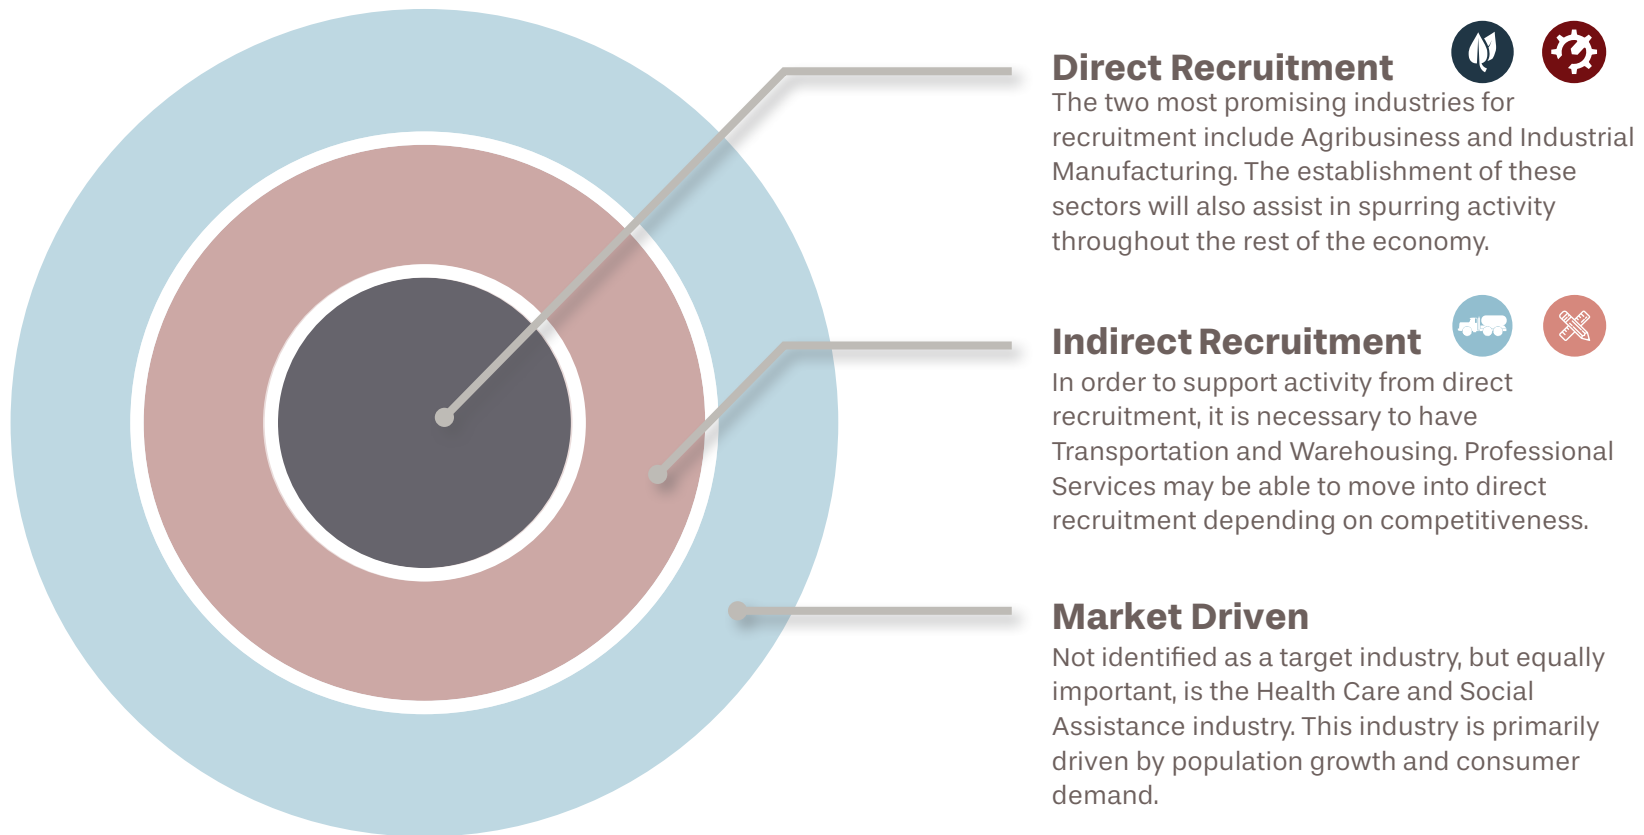 Direct Recruitment
The two most promising industries for
recruitment include Agribusiness and Industrial
Manufacturing. The establishment of these
sectors will also assist in spurring activity
throughout the rest of the economy.
Indirect Recruitment
In order to support activity from direct
recruitment, it is necessary to have
Transportation and Warehousing. Professional
Services may be able to move into direct
recruitment depending on competitiveness.
Market Driven
Not identified as a target industry, but equally
important, is the Health Care and Social
Assistance industry. This industry is primarily
driven by population growth and consumer
demand.